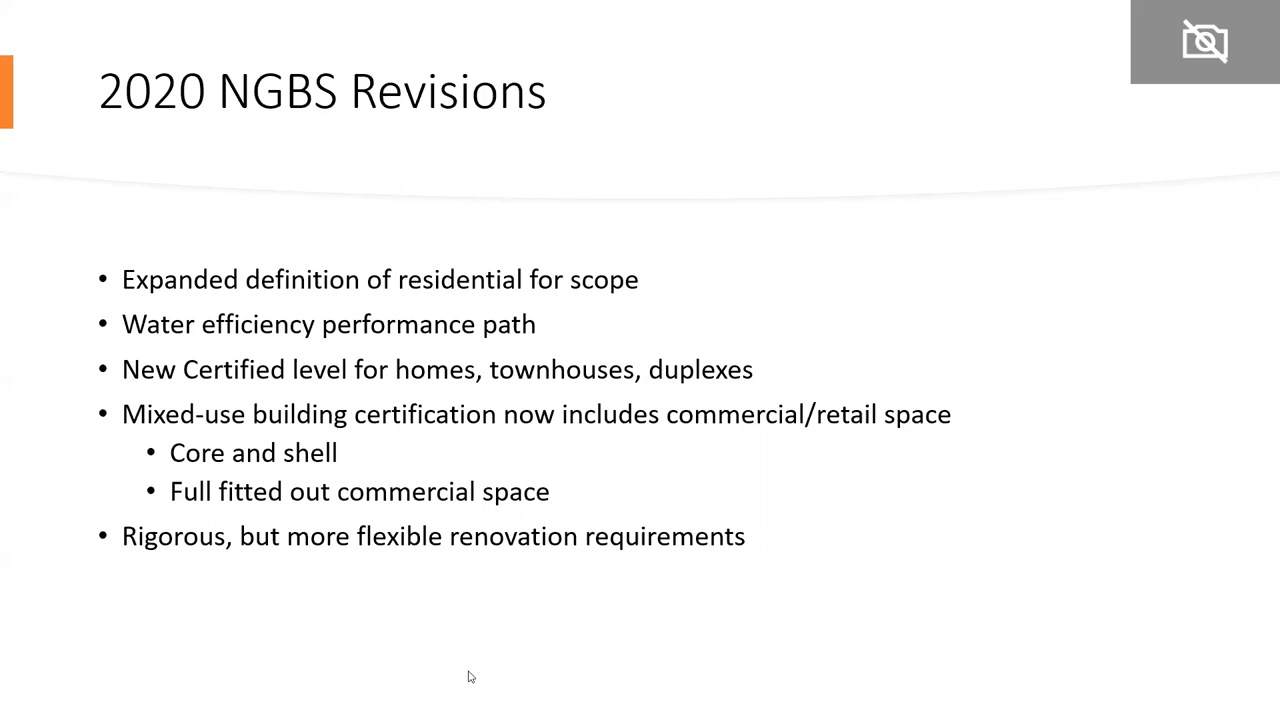 2020 NGBS Revisions
• Expanded definition of residential for scope
• Water efficiency performance path
• New Certified level for homes, townhouses, duplexes
• Mixed-use building certification now includes commercial/retail space
• Core and shell
• Full fitted out commercial space
• Rigorous, but more flexible renovation requirements